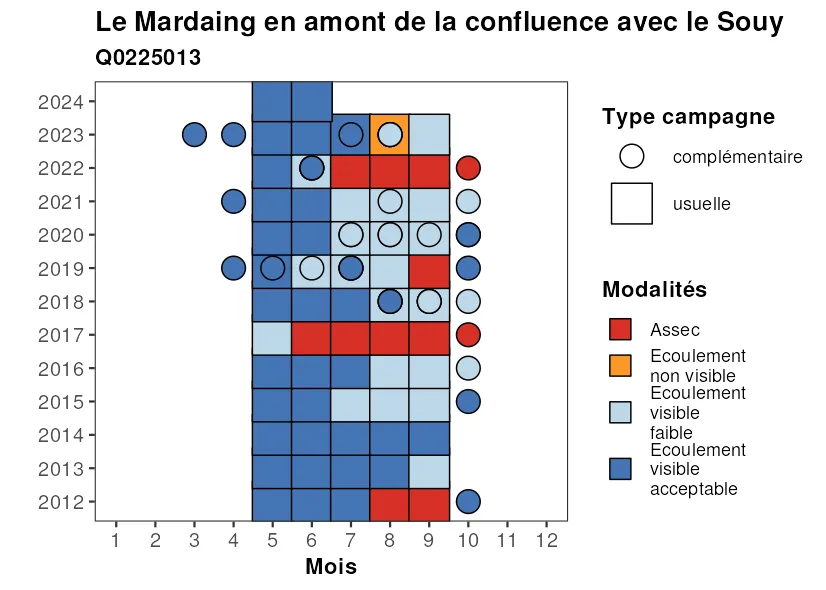 Le Mardaing en amont de la confluence avec le Souy
Q0225013
2024
2023
2022
2021
2020
2019
2018
2017
2016
2015
2014
2013
2012
1 2 3 4 5 6 7 8 9 10 11 12
Mois
Type campagne
complémentaire
usuelle
Modalités
Assec
Ecoulement
non visible
Ecoulement
visible
faible
Ecoulement
visible
acceptable